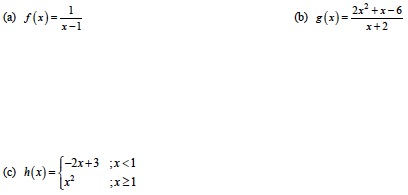 (a) f(x) = 1/(x−1)
(b) g(x) = (2x²+x−6)/(x+2)
(c) h(x) = { −2x+3 ;x<1
x² ;x≥1